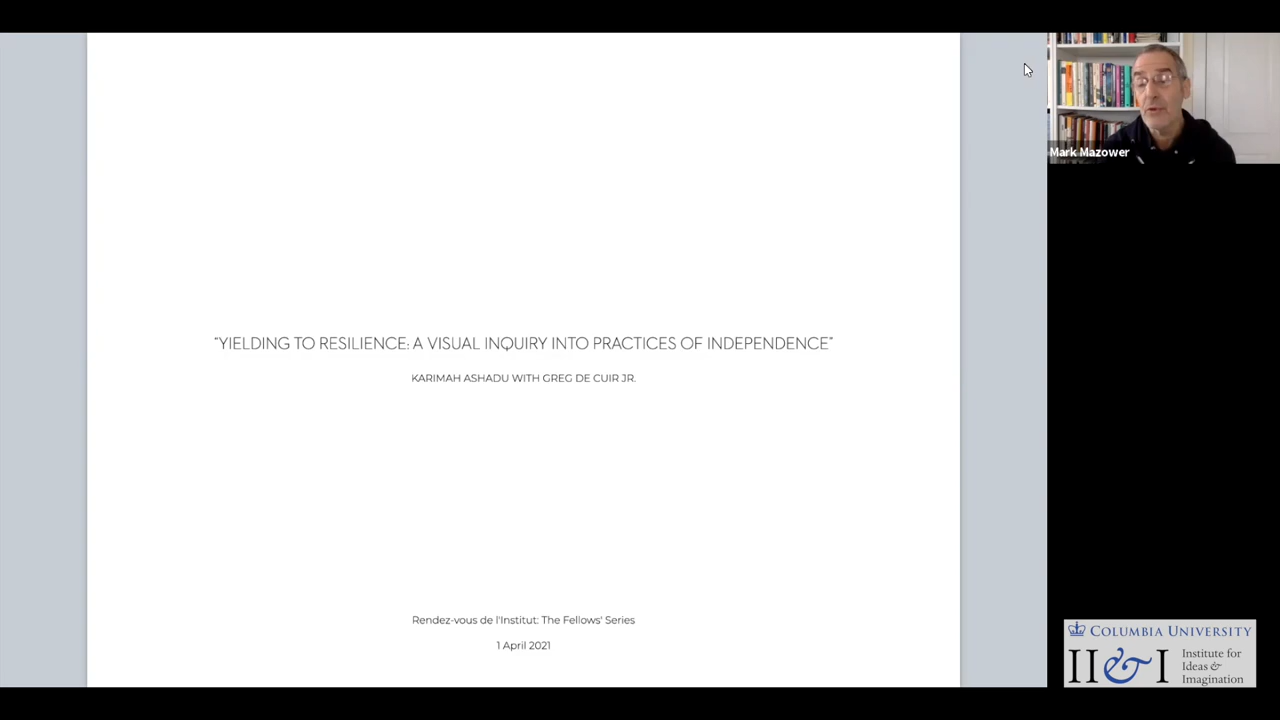 “YIELDING TO RESILIENCE: A VISUAL INQUIRY INTO PRACTICES OF INDEPENDENCE”
KARIMAH ASHADU WITH GREG DE CUIR JR.
Rendez-vous de l'Institut: The Fellows' Series
1 April 2021
Mark Mazower
COLUMBIA UNIVERSITY
II&I
Institute for
Ideas &
Imagination